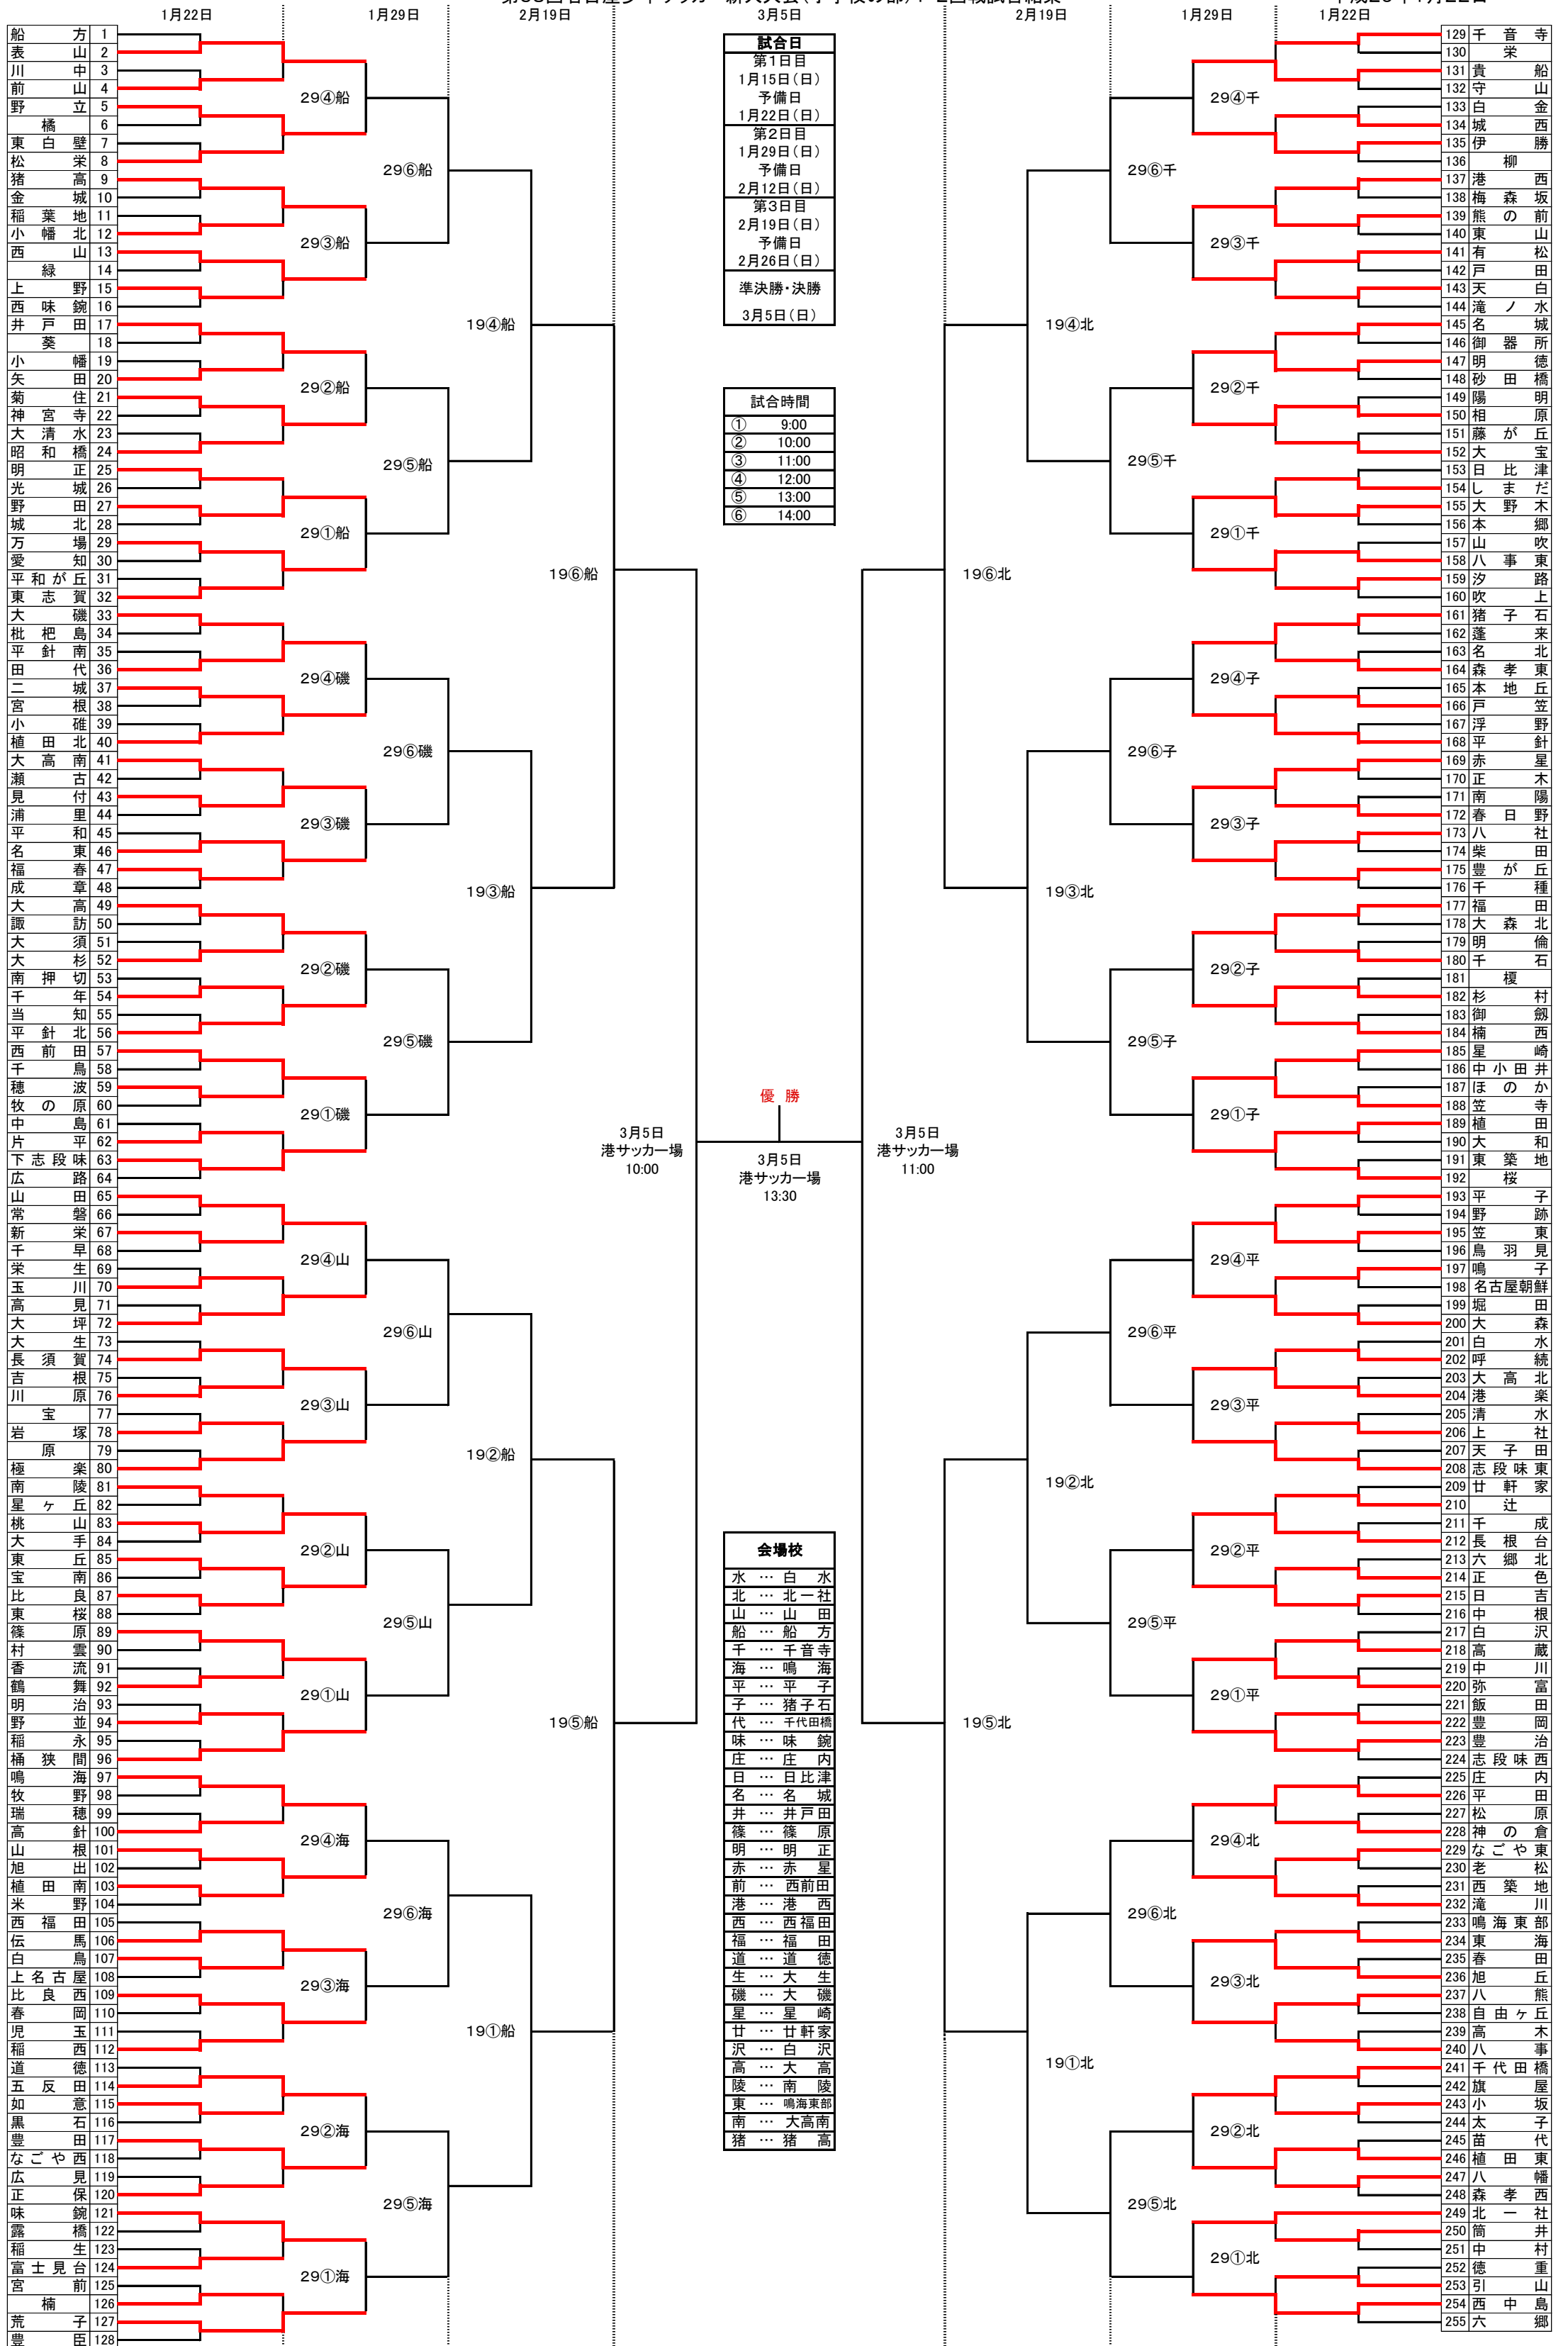 1月22日 1月29日 2月19日 3月5日 2月19日 1月29日 1月22日
船方 1
表山 2
川中 3
前山 4
野立 5
橘 6
東白壁 7
松栄 8
猪高 9
金城 10
稲葉地 11
小幡北 12
西山 13
緑 14
上野 15
西味鋺 16
井戸田 17
葵 18
小幡 19
矢田 20
菊住 21
神宮寺 22
大清水 23
昭和橋 24
明正 25
光城 26
野田 27
城北 28
万場 29
愛知 30
平和が丘 31
東志賀 32
大磯 33
枇杷島 34
平針南 35
田代 36
二城 37
宮根 38
小碓 39
植田北 40
大高南 41
瀬古 42
見付 43
浦里 44
平和 45
名東 46
福春 47
成章 48
大高 49
諏訪 50
大須 51
大杉 52
南押切 53
千年 54
当知 55
平針北 56
西前田 57
千鳥 58
穂波 59
牧の原 60
中島 61
片平 62
下志段味 63
広路 64
山田 65
常磐 66
新栄 67
千早 68
栄生 69
玉川 70
高見 71
大坪 72
大生 73
長須賀 74
吉根 75
川原 76
宝 77
岩塚 78
原 79
極楽 80
南陵 81
星ヶ丘 82
桃山 83
大手 84
東丘 85
宝南 86
比良 87
東桜 88
篠原 89
村雲 90
香流 91
鶴舞 92
明治 93
野並 94
稲永 95
桶狭間 96
鳴海 97
牧野 98
瑞穂 99
高針 100
山根 101
旭出 102
植田南 103
米野 104
西福田 105
伝馬 106
白鳥 107
上名古屋 108
比良西 109
春岡 110
児玉 111
稲西 112
道徳 113
五反田 114
如意 115
黒石 116
豊田 117
なごや西 118
広見 119
正保 120
味鋺 121
露橋 122
稲生 123
富士見台 124
宮前 125
楠 126
荒子 127
豊臣 128
29④船
29③船
29②船
29①船
29④磯
29③磯
29②磯
29①磯
29④山
29③山
29②山
29①山
29④海
29③海
29②海
29①海
29⑥船
29⑤船
29⑥磯
29⑤磯
29⑥山
29⑤山
29⑥海
29⑤海
19④船
19③船
19②船
19①船
19⑥船
19⑤船
試合日
第1日目
1月15日(日)
予備日
1月22日(日)
第2日目
1月29日(日)
予備日
2月12日(日)
第3日目
2月19日(日)
予備日
2月26日(日)
準決勝・決勝
3月5日(日)
試合時間
① 9:00
② 10:00
③ 11:00
④ 12:00
⑤ 13:00
⑥ 14:00
優勝
3月5日
港サッカー場
10:00
3月5日
港サッカー場
13:30
3月5日
港サッカー場
11:00
会場校
水 … 白水
北 … 北一社
山 … 山田
船 … 船方
千 … 千音寺
海 … 鳴海
平 … 平子
子 … 猪子石
代 … 千代田橋
味 … 味鋺
庄 … 庄内
日 … 日比津
名 … 名城
井 … 井戸田
篠 … 篠原
明 … 明正
赤 … 赤星
前 … 西前田
港 … 港西
西 … 西福田
福 … 福田
道 … 道徳
生 … 大生
磯 … 大磯
星 … 星崎
廿 … 廿軒家
沢 … 白沢
高 … 大高
陵 … 南陵
東 … 鳴海東部
南 … 大高南
猪 … 猪高
19⑥北
19⑤北
19④北
19③北
19②北
19①北
29⑥千
29⑤千
29⑥子
29⑤子
29⑥平
29⑤平
29⑥北
29⑤北
29④千
29③千
29②千
29①千
29④子
29③子
29②子
29①子
29④平
29③平
29②平
29①平
29④北
29③北
29②北
29①北
129 千音寺
130 栄
131 貴船
132 守山
133 白金
134 城西
135 伊勝
136 柳
137 港西
138 梅森坂
139 熊の前
140 東山
141 有松
142 戸田
143 天白
144 滝ノ水
145 名城
146 御器所
147 明徳
148 砂田橋
149 陽明
150 相原
151 藤が丘
152 大宝
153 日比津
154 しまだ
155 大野木
156 本郷
157 山吹
158 八事東
159 汐路
160 吹上
161 猪子石
162 蓬来
163 名北
164 森孝東
165 本地丘
166 戸笠
167 浮野
168 平針
169 赤星
170 正木
171 南陽
172 春日野
173 八社
174 柴田
175 豊が丘
176 千種
177 福田
178 大森北
179 明倫
180 千石
181 榎
182 杉村
183 御劔
184 楠西
185 星崎
186 中小田井
187 ほのか
188 笠寺
189 植田
190 大和
191 東築地
192 桜
193 平子
194 野跡
195 笠東
196 鳥羽見
197 鳴子
198 名古屋朝鮮
199 堀田
200 大森
201 白水
202 呼続
203 大高北
204 港楽
205 清水
206 上社
207 天子田
208 志段味東
209 廿軒家
210 辻
211 千成
212 長根台
213 六郷北
214 正色
215 日吉
216 中根
217 白沢
218 高蔵
219 中川
220 弥富
221 飯田
222 豊岡
223 豊治
224 志段味西
225 庄内
226 平田
227 松原
228 神の倉
229 なごや東
230 老松
231 西築地
232 滝川
233 鳴海東部
234 東海
235 春田
236 旭丘
237 八熊
238 自由ヶ丘
239 高木
240 八事
241 千代田橋
242 旗屋
243 小坂
244 太子
245 苗代
246 植田東
247 八幡
248 森孝西
249 北一社
250 筒井
251 中村
252 徳重
253 引山
254 西中島
255 六郷